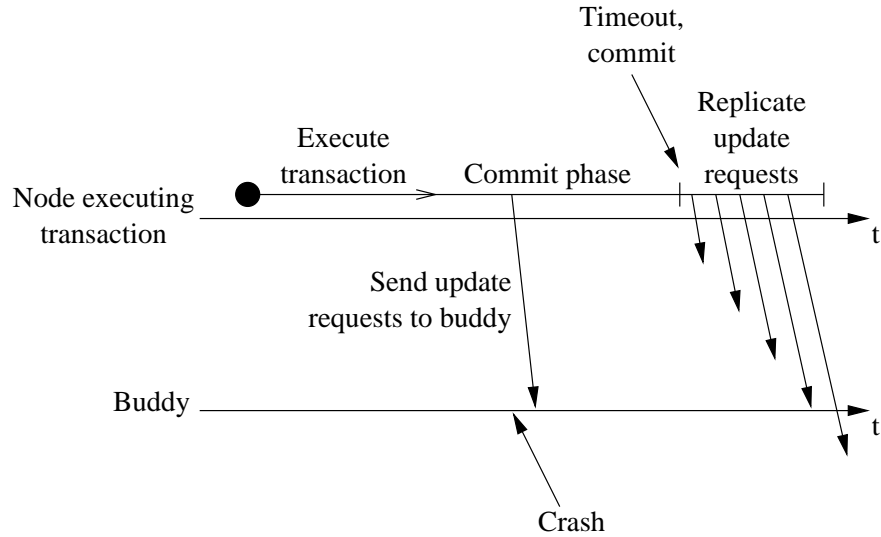 Timeout,
commit
Replicate
update
requests
Execute
transaction
Commit phase
Node executing
transaction
t
Send update
requests to buddy
Buddy
t
Crash